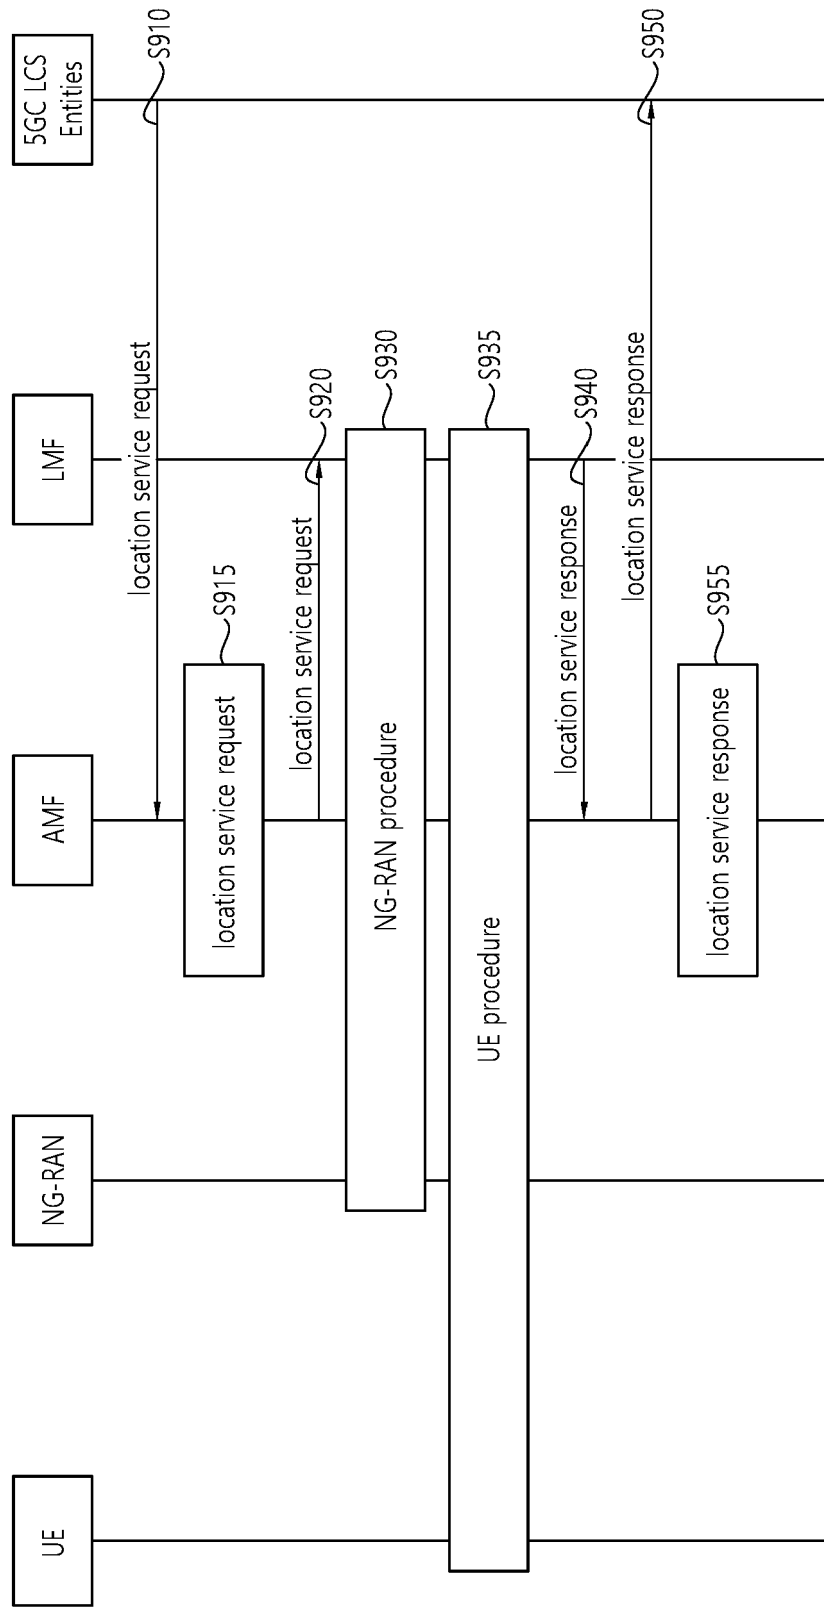 UE
NG-RAN
AMF
LMF
5GC LCS
Entities
location service request
S910
location service request
S915
location service request
S920
NG-RAN procedure
S930
UE procedure
S935
location service response
S940
location service response
S950
location service response
S955